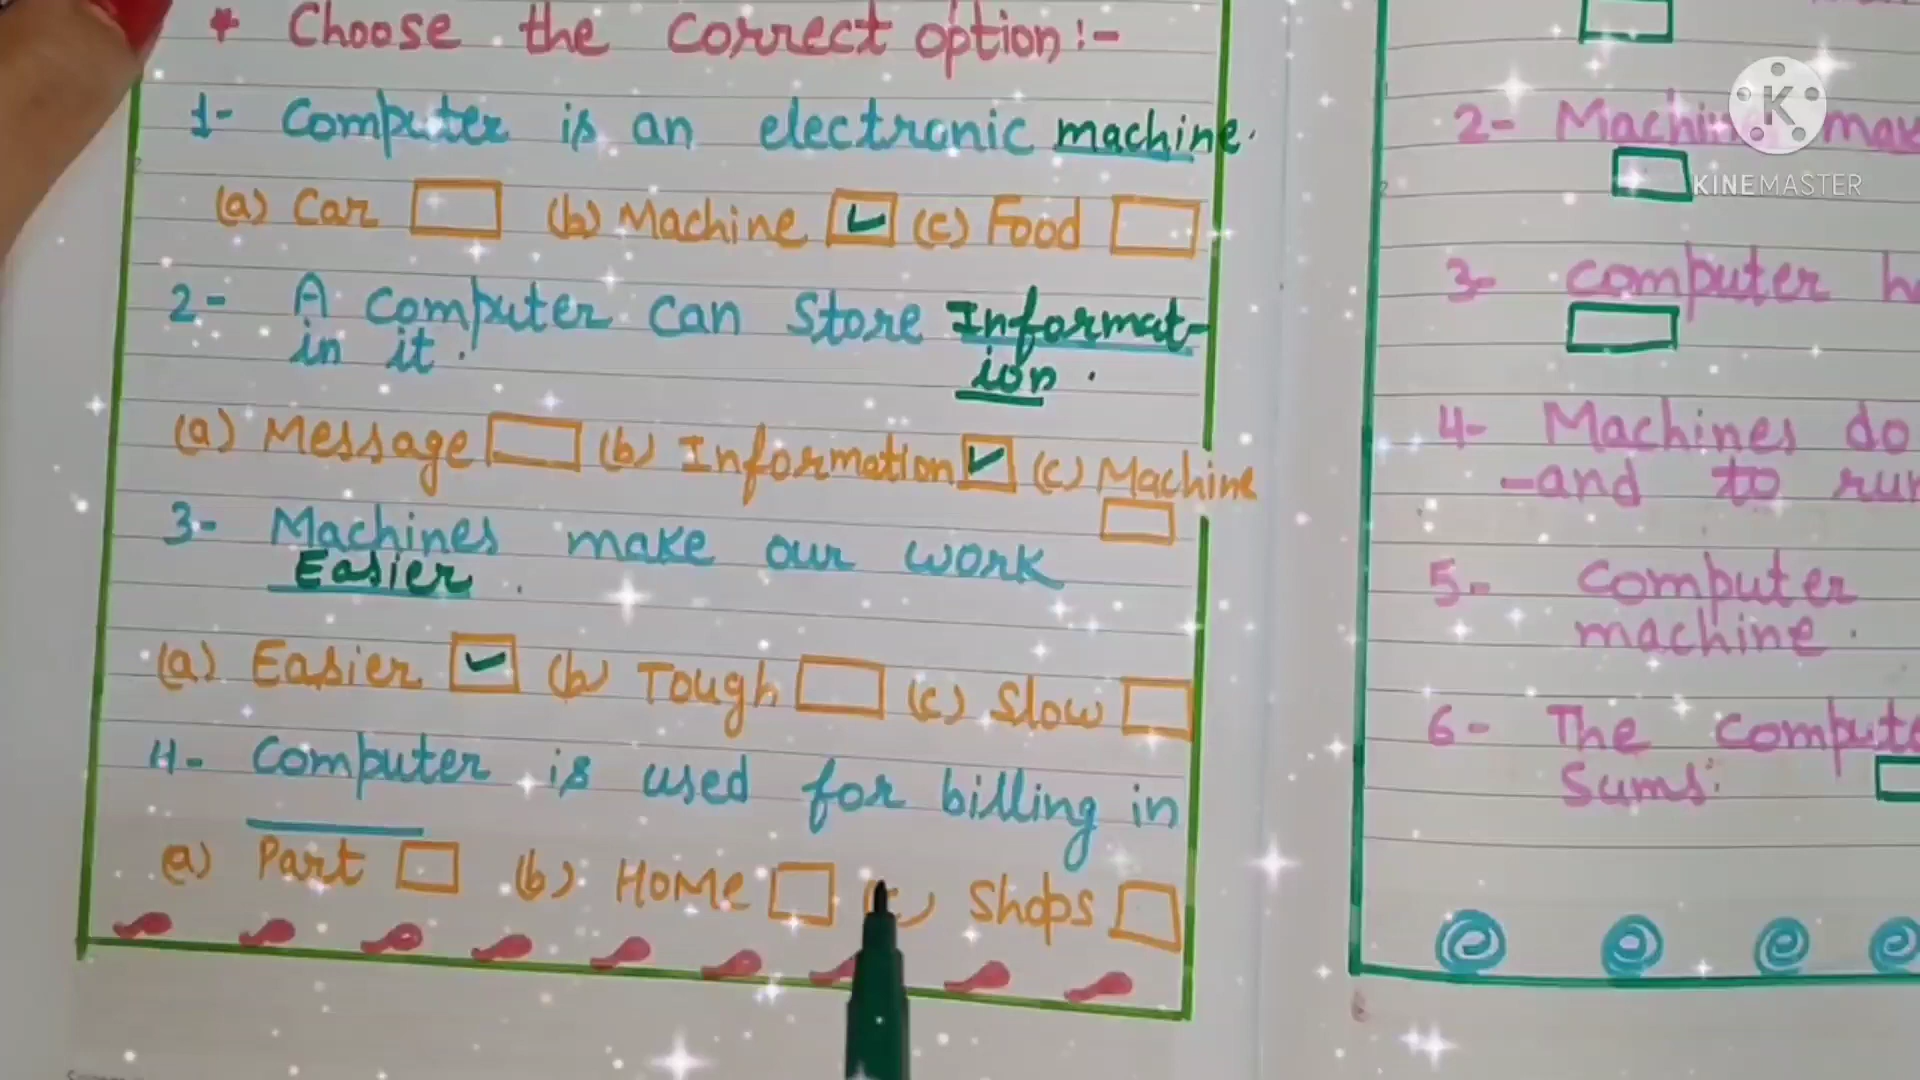 * Choose the correct option:-
1- Computer is an electronic machine.
(a) Car (b) Machine (c) Food
2- A Computer can Store Informat-
in it. ion.
(a) Message (b) Information (c) Machine
3- Machines make our work
Easier.
(a) Easier (b) Tough (c) Slow
4- Computer is used for billing in
a) Part (b) Home (c) Shops
2- Machine
KINEMASTER
3- Computer
4- Machines do
-and to
5- Computer
machine.
6- The
Sums.